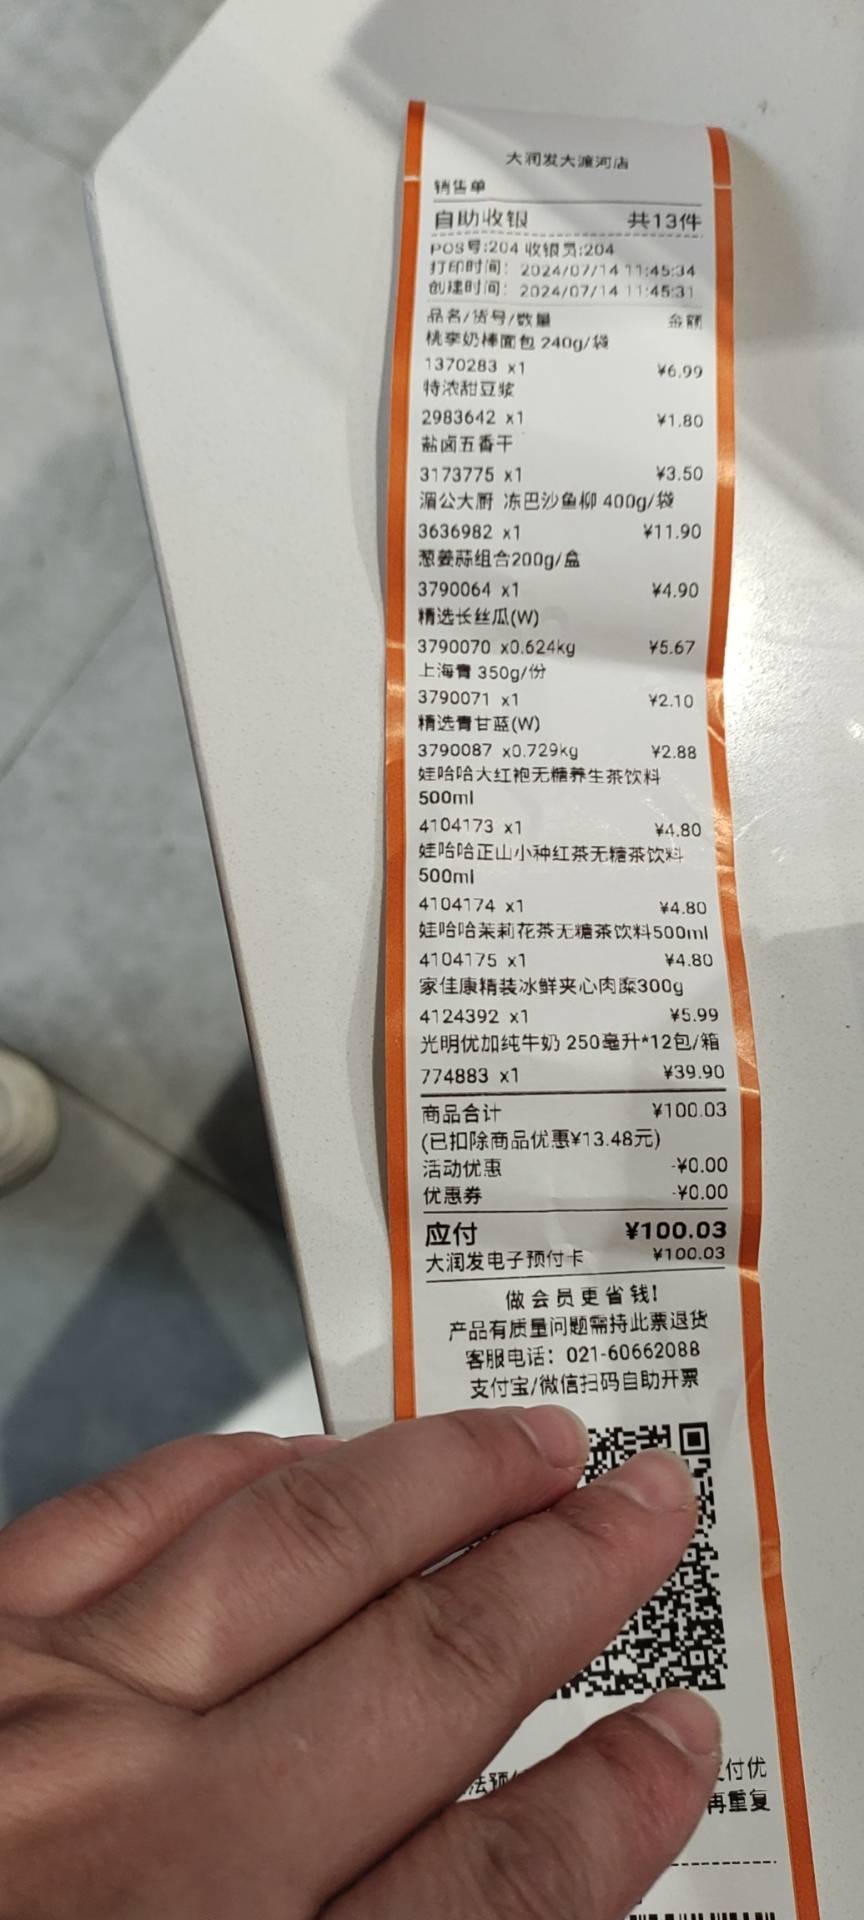 大润发大渡河店
销售单
自助收银 共13件
POS号:204 收银员:204
打印时间: 2024/07/14 11:45:34
创建时间: 2024/07/14 11:45:31
品名/货号/数量 金额
桃李奶棒面包 240g/袋
1370283 x1 ¥6.99
特浓甜豆浆
2983642 x1 ¥1.80
盐卤五香干
3173775 x1 ¥3.50
湄公大厨 冻巴沙鱼柳 400g/袋
3636982 x1 ¥11.90
葱姜蒜组合200g/盒
3790064 x1 ¥4.90
精选长丝瓜(W)
3790070 x0.624kg ¥5.67
上海青 350g/份
3790071 x1 ¥2.10
精选青甘蓝(W)
3790087 x0.729kg ¥2.88
娃哈哈大红袍无糖养生茶饮料
500ml
4104173 x1 ¥4.80
娃哈哈正山小种红茶无糖茶饮料
500ml
4104174 x1 ¥4.80
娃哈哈茉莉花茶无糖茶饮料500ml
4104175 x1 ¥4.80
家佳康精装冰鲜夹心肉糜300g
4124392 x1 ¥5.99
光明优加纯牛奶 250毫升*12包/箱
774883 x1 ¥39.90
商品合计 ¥100.03
(已扣除商品优惠¥13.48元)
活动优惠 -¥0.00
优惠券 -¥0.00
应付 ¥100.03
大润发电子预付卡 ¥100.03
做会员更省钱!
产品有质量问题需持此票退货
客服电话: 021-60662088
支付宝/微信扫码自助开票
法预 付优
再重复